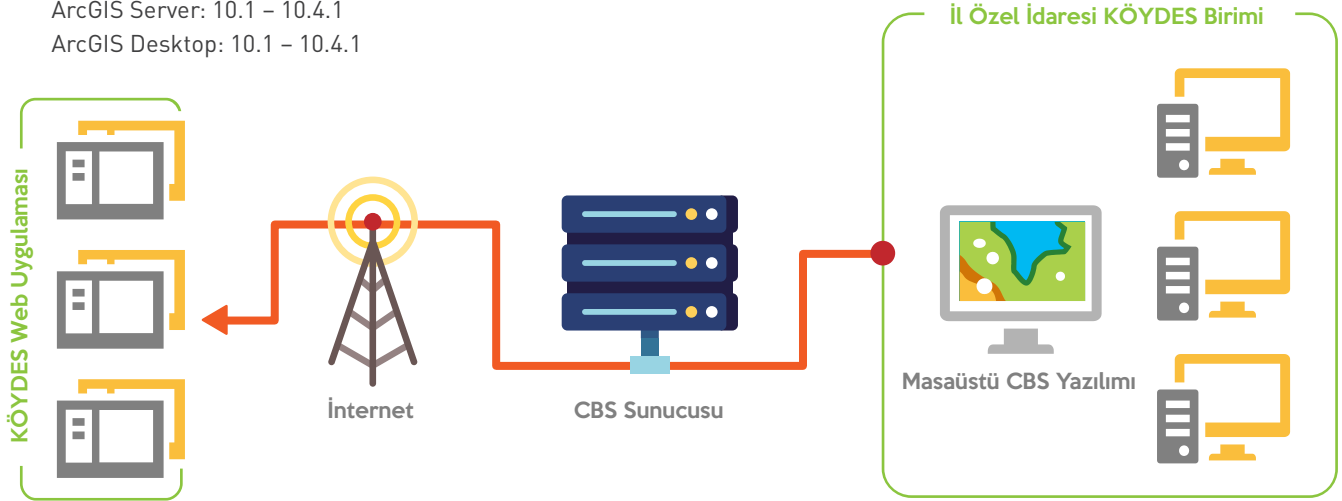 ArcGIS Server: 10.1 – 10.4.1
ArcGIS Desktop: 10.1 – 10.4.1
İl Özel İdaresi KÖYDES Birimi
KÖYDES Web Uygulaması
İnternet
CBS Sunucusu
Masaüstü CBS Yazılımı